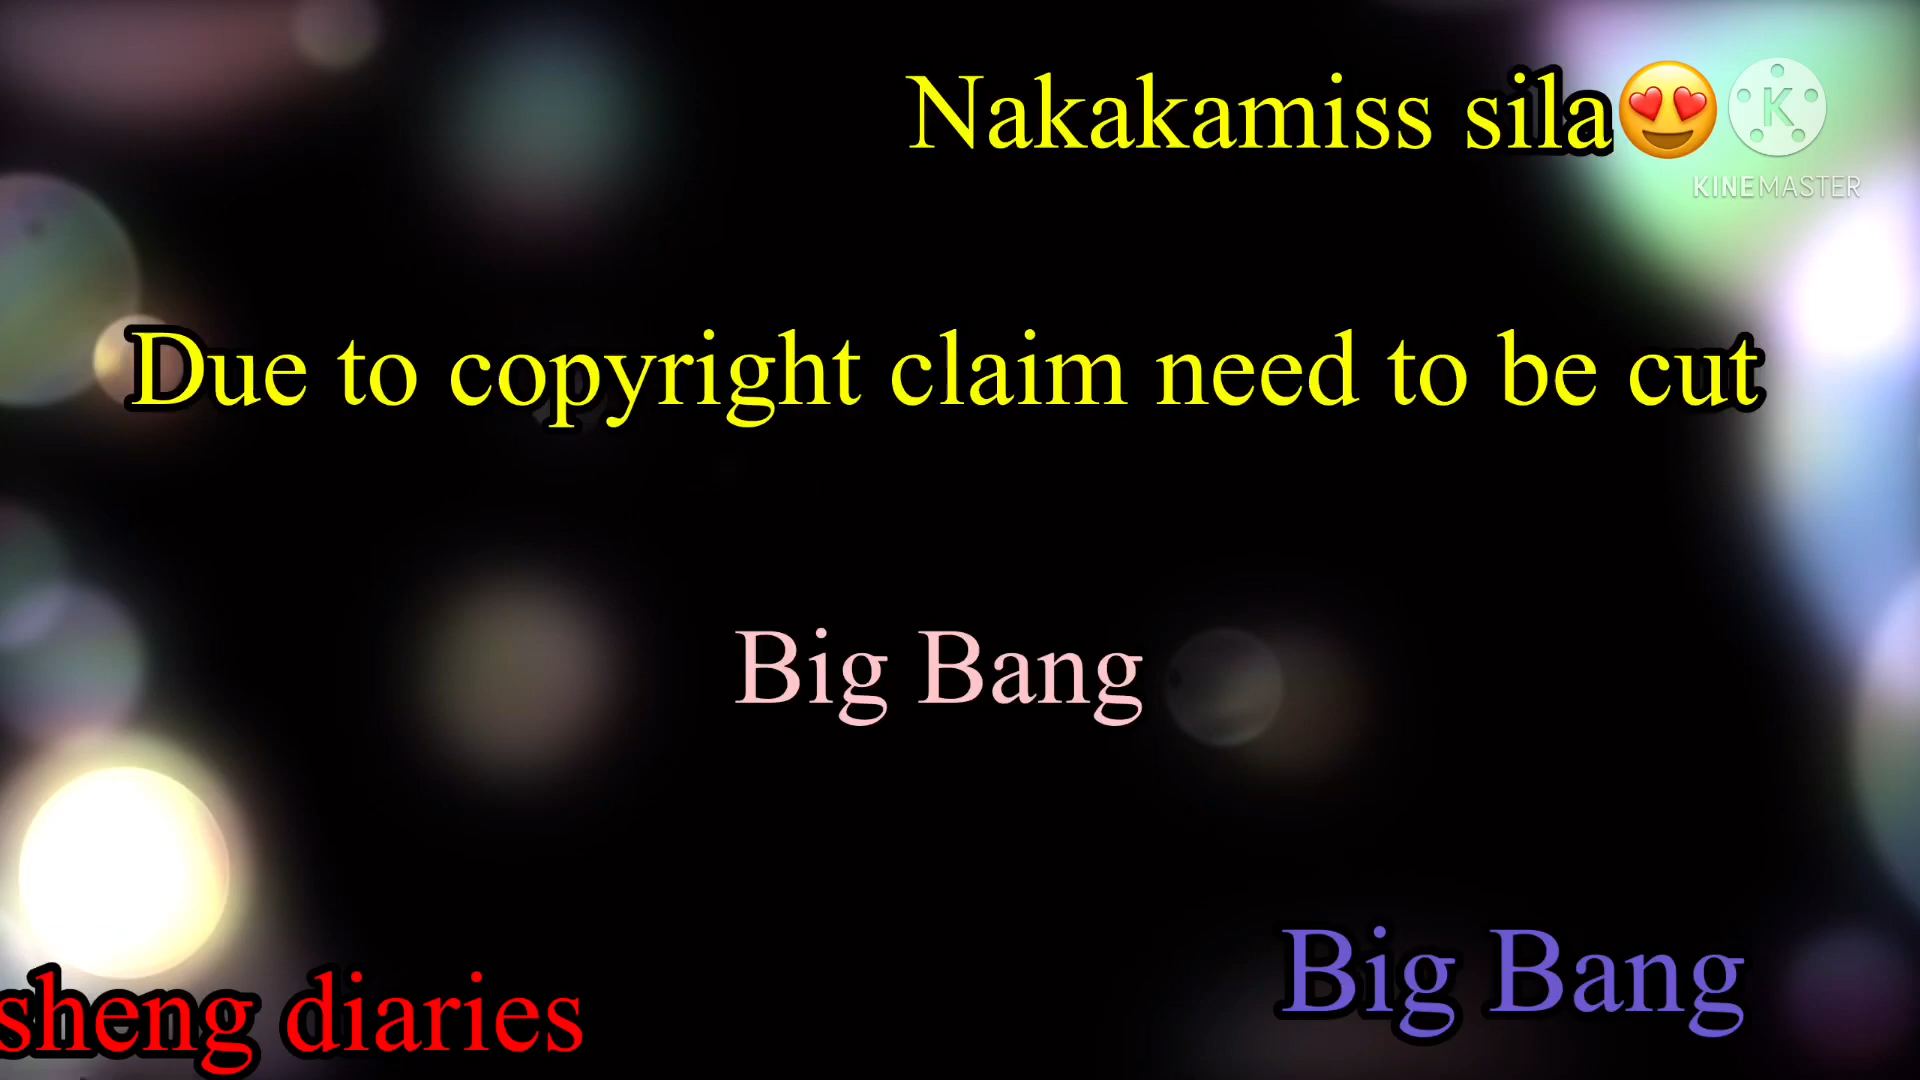 Nakakamiss sila😍
KINEMASTER
Due to copyright claim need to be cut
Big Bang
Big Bang
sheng diaries